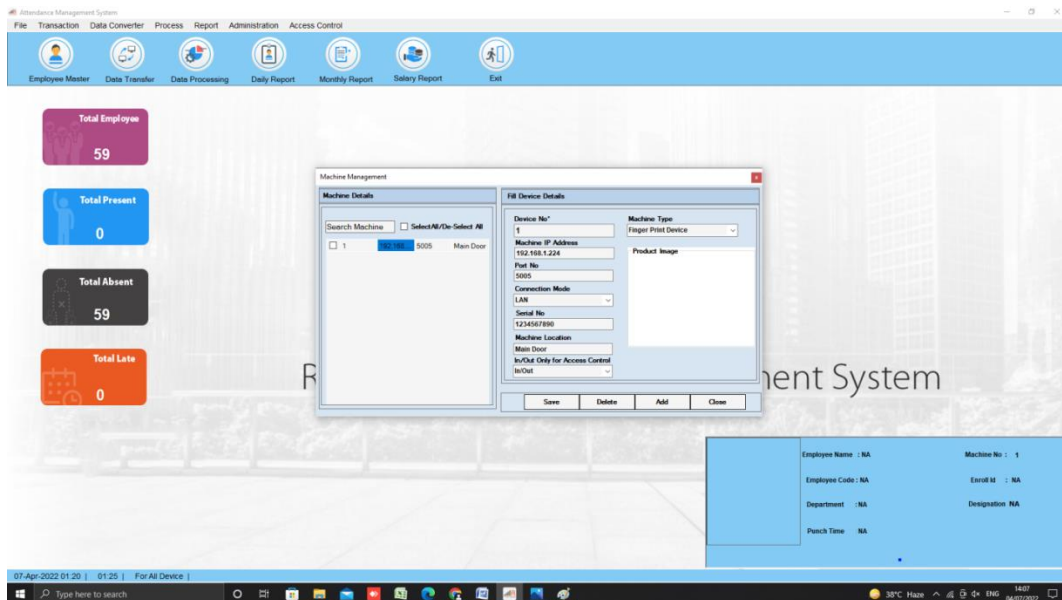 Attendance Management System
File Transaction Data Converter Process Report Administration Access Control
Employee Master Data Transfer Data Processing Daily Report Monthly Report Salary Report Exit
Total Employee
59
Total Present
0
Total Absent
59
Total Late
0
R
ment System
Machine Management
Machine Details
Search Machine SelectAll/De-Select All
1 192.168... 5005 Main Door
Fill Device Details
Device No*
1
Machine IP Address
192.168.1.224
Port No
5005
Connection Mode
LAN
Serial No
1234567890
Machine Location
Main Door
In/Out Only for Access Control
In/Out
Machine Type
Finger Print Device
Product Image
Save Delete Add Close
Employee Name : NA Machine No : 1
Employee Code : NA Enroll Id : NA
Department : NA Designation NA
Punch Time NA
07-Apr-2022 01:20 | 01:25 | For All Device |
Type here to search
38°C Haze ENG 14:07
04/07/2022